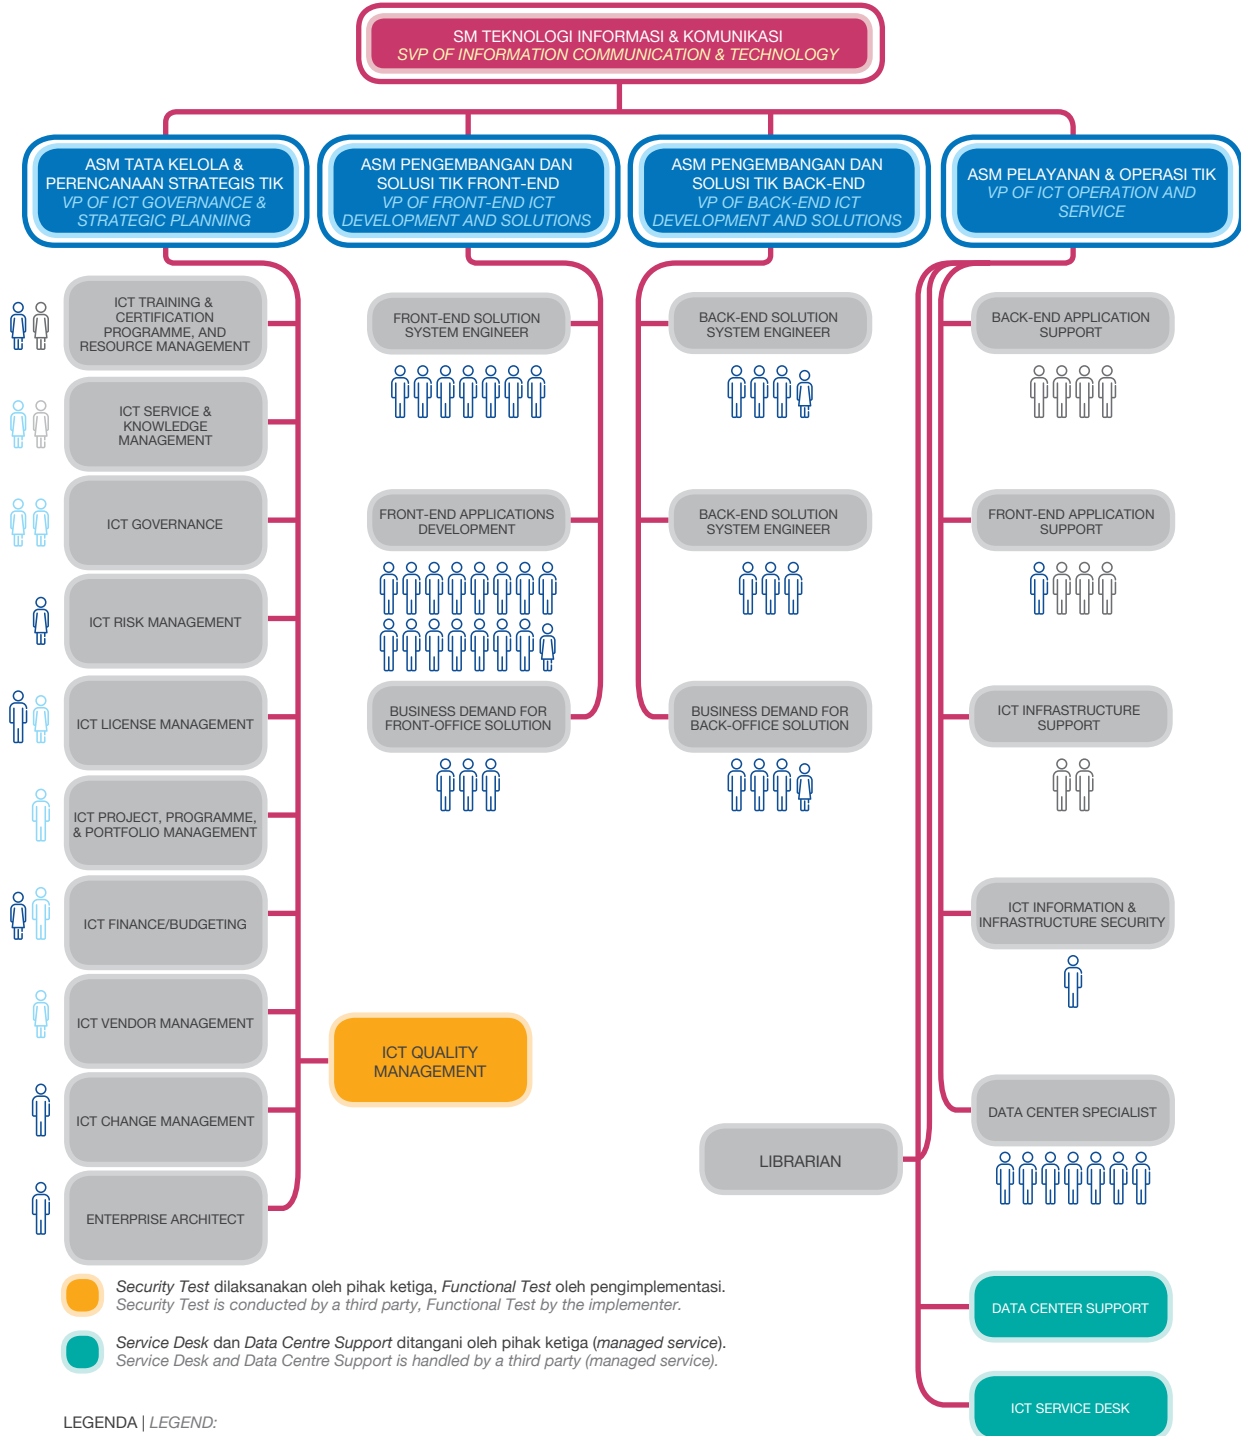 SM TEKNOLOGI INFORMASI & KOMUNIKASI
SVP OF INFORMATION COMMUNICATION & TECHNOLOGY
ASM TATA KELOLA &
PERENCANAAN STRATEGIS TIK
VP OF ICT GOVERNANCE &
STRATEGIC PLANNING
ASM PENGEMBANGAN DAN
SOLUSI TIK FRONT-END
VP OF FRONT-END ICT
DEVELOPMENT AND SOLUTIONS
ASM PENGEMBANGAN DAN
SOLUSI TIK BACK-END
VP OF BACK-END ICT
DEVELOPMENT AND SOLUTIONS
ASM PELAYANAN & OPERASI TIK
VP OF ICT OPERATION AND
SERVICE
ICT TRAINING &
CERTIFICATION
PROGRAMME, AND
RESOURCE MANAGEMENT
ICT SERVICE &
KNOWLEDGE
MANAGEMENT
ICT GOVERNANCE
ICT RISK MANAGEMENT
ICT LICENSE MANAGEMENT
ICT PROJECT, PROGRAMME,
& PORTFOLIO MANAGEMENT
ICT FINANCE/BUDGETING
ICT VENDOR MANAGEMENT
ICT CHANGE MANAGEMENT
ENTERPRISE ARCHITECT
ICT QUALITY
MANAGEMENT
FRONT-END SOLUTION
SYSTEM ENGINEER
FRONT-END APPLICATIONS
DEVELOPMENT
BUSINESS DEMAND FOR
FRONT-OFFICE SOLUTION
BACK-END SOLUTION
SYSTEM ENGINEER
BACK-END SOLUTION
SYSTEM ENGINEER
BUSINESS DEMAND FOR
BACK-OFFICE SOLUTION
BACK-END APPLICATION
SUPPORT
FRONT-END APPLICATION
SUPPORT
ICT INFRASTRUCTURE
SUPPORT
ICT INFORMATION &
INFRASTRUCTURE SECURITY
DATA CENTER SPECIALIST
LIBRARIAN
DATA CENTER SUPPORT
ICT SERVICE DESK
Security Test dilaksanakan oleh pihak ketiga, Functional Test oleh pengimplementasi.
Security Test is conducted by a third party, Functional Test by the implementer.
Service Desk dan Data Centre Support ditangani oleh pihak ketiga (managed service).
Service Desk and Data Centre Support is handled by a third party (managed service).
LEGENDA | LEGEND: